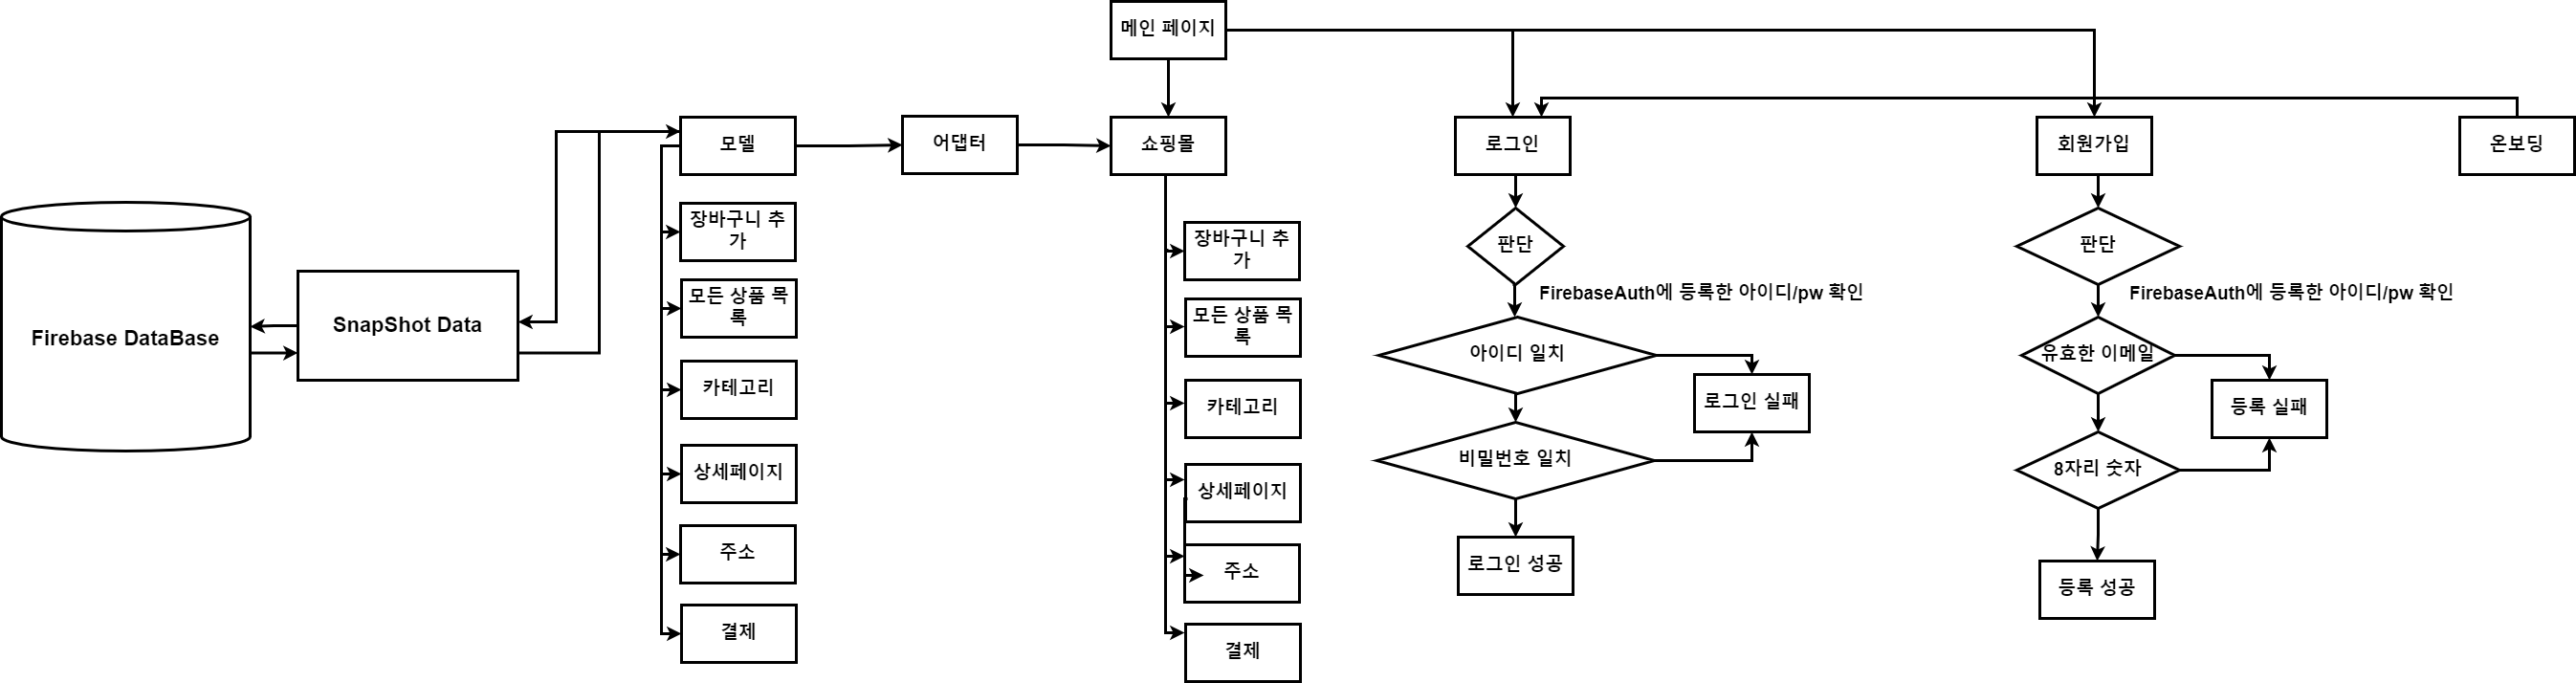 메인 페이지
모델
어댑터
쇼핑몰
로그인
회원가입
온보딩
Firebase DataBase
SnapShot Data
장바구니 추
가
모든 상품 목
록
카테고리
상세페이지
주소
결제
장바구니 추
가
모든 상품 목
록
카테고리
상세페이지
주소
결제
판단
FirebaseAuth에 등록한 아이디/pw 확인
아이디 일치
로그인 실패
비밀번호 일치
로그인 성공
판단
FirebaseAuth에 등록한 아이디/pw 확인
유효한 이메일
등록 실패
8자리 숫자
등록 성공